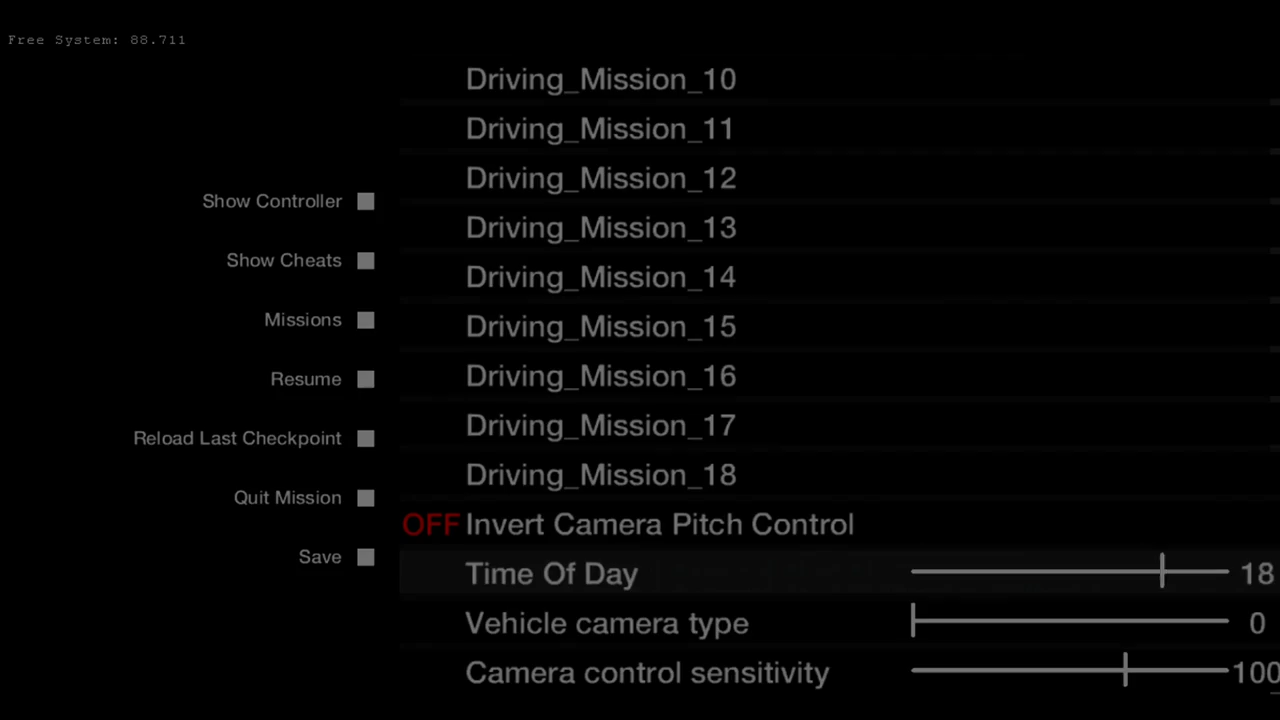 Free System: 88.711
Show Controller
Show Cheats
Missions
Resume
Reload Last Checkpoint
Quit Mission
Save
Driving_Mission_10
Driving_Mission_11
Driving_Mission_12
Driving_Mission_13
Driving_Mission_14
Driving_Mission_15
Driving_Mission_16
Driving_Mission_17
Driving_Mission_18
OFF Invert Camera Pitch Control
Time Of Day 18
Vehicle camera type 0
Camera control sensitivity 100